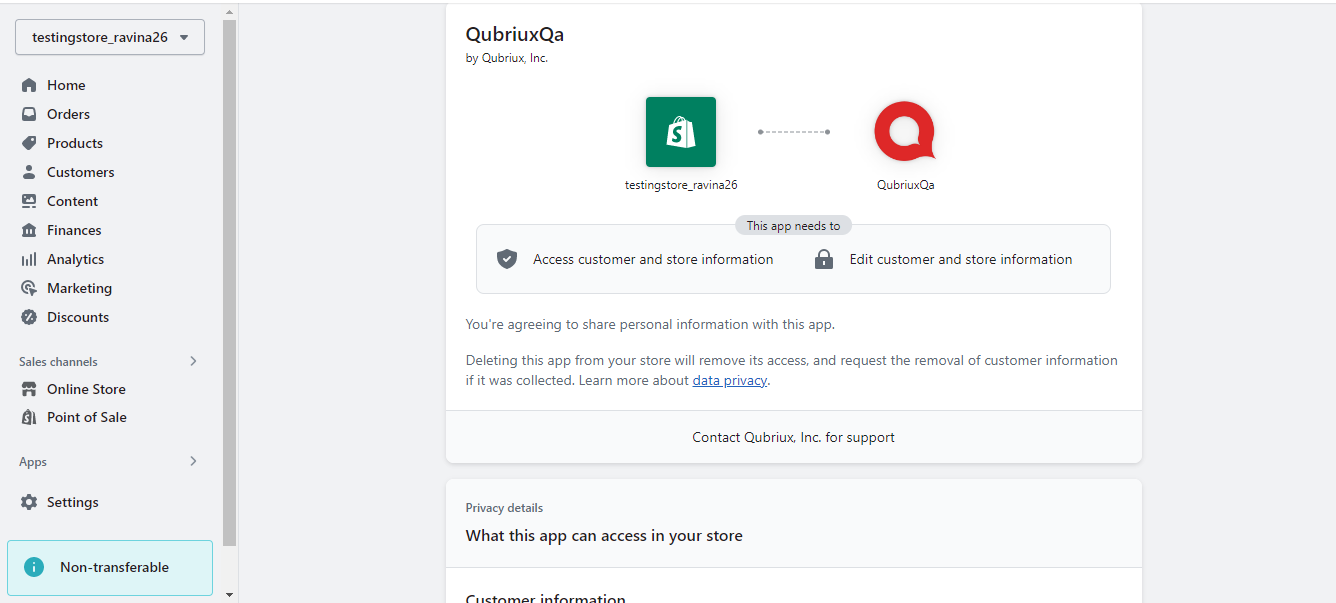 testingstore_ravina26
Home
Orders
Products
Customers
Content
Finances
Analytics
Marketing
Discounts
Sales channels
Online Store
Point of Sale
Apps
Settings
Non-transferable
QubriuxQa
by Qubriux, Inc.
testingstore_ravina26
QubriuxQa
This app needs to
Access customer and store information
Edit customer and store information
You're agreeing to share personal information with this app.
Deleting this app from your store will remove its access, and request the removal of customer information
if it was collected. Learn more about data privacy.
Contact Qubriux, Inc. for support
Privacy details
What this app can access in your store
Customer information